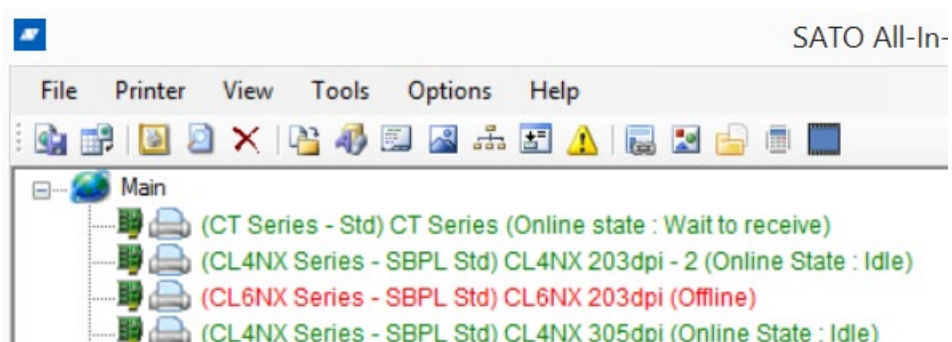 SATO All-In-
File Printer View Tools Options Help
Main
(CT Series - Std) CT Series (Online state : Wait to receive)
(CL4NX Series - SBPL Std) CL4NX 203dpi - 2 (Online State : Idle)
(CL6NX Series - SBPL Std) CL6NX 203dpi (Offline)
(CL4NX Series - SBPL Std) CL4NX 305dpi (Online State : Idle)